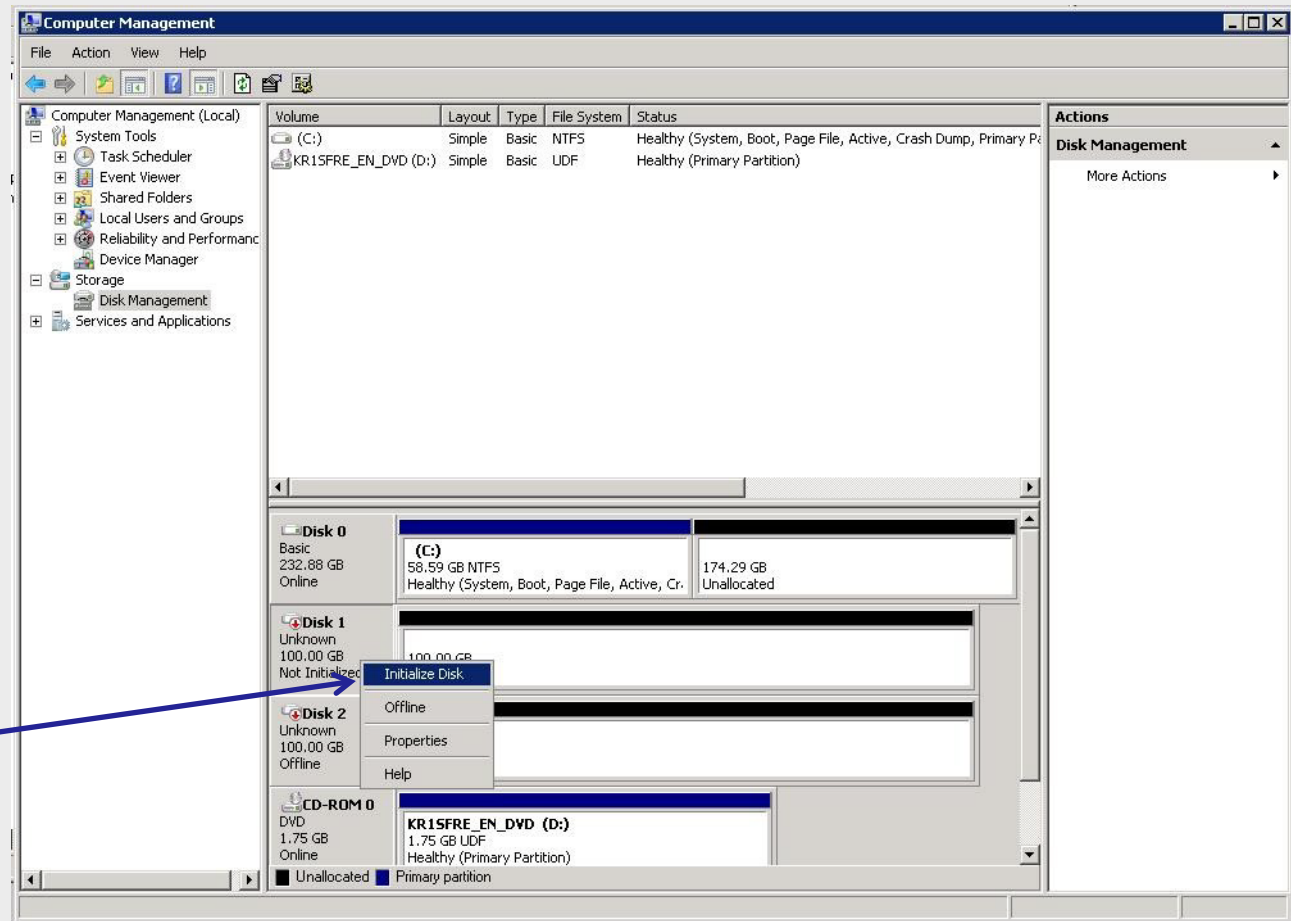 Computer Management
File Action View Help
Computer Management (Local)
System Tools
Task Scheduler
Event Viewer
Shared Folders
Local Users and Groups
Reliability and Performanc
Device Manager
Storage
Disk Management
Services and Applications
Volume Layout Type File System Status
(C:) Simple Basic NTFS Healthy (System, Boot, Page File, Active, Crash Dump, Primary Pa
KR1SFRE_EN_DVD (D:) Simple Basic UDF Healthy (Primary Partition)
Actions
Disk Management
More Actions
Disk 0
Basic
232.88 GB
Online
(C:)
58.59 GB NTFS
Healthy (System, Boot, Page File, Active, Cr
174.29 GB
Unallocated
Disk 1
Unknown
100.00 GB
Not Initialized
100.00 GB
Initialize Disk
Offline
Properties
Help
Disk 2
Unknown
100.00 GB
Offline
CD-ROM 0
DVD
1.75 GB
Online
KR1SFRE_EN_DVD (D:)
1.75 GB UDF
Healthy (Primary Partition)
Unallocated Primary partition